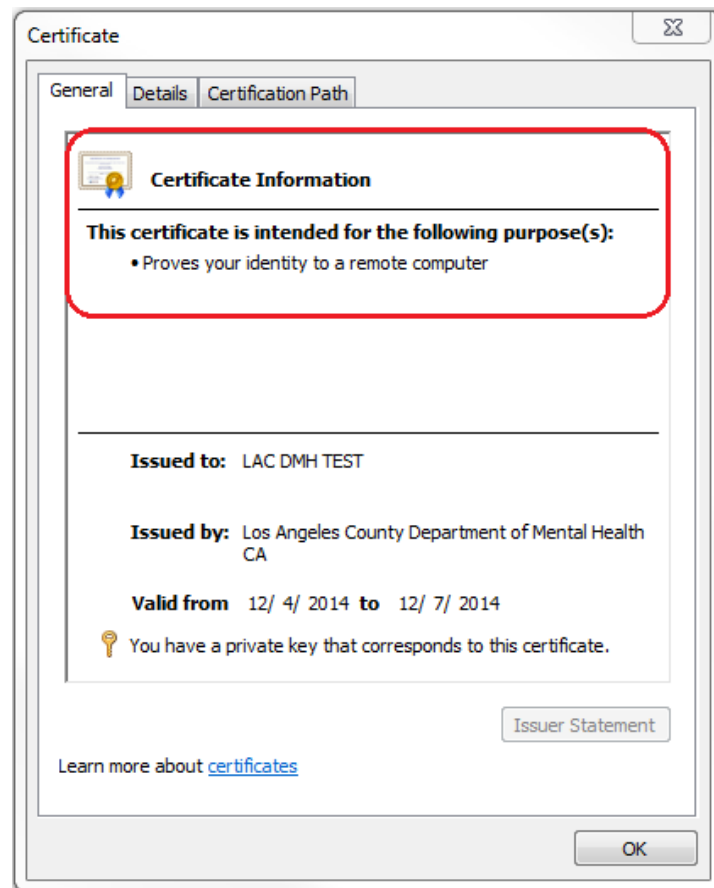 Certificate
General Details Certification Path
Certificate Information
This certificate is intended for the following purpose(s):
• Proves your identity to a remote computer
Issued to: LAC DMH TEST
Issued by: Los Angeles County Department of Mental Health
CA
Valid from 12/ 4/ 2014 to 12/ 7/ 2014
You have a private key that corresponds to this certificate.
Issuer Statement
Learn more about certificates
OK